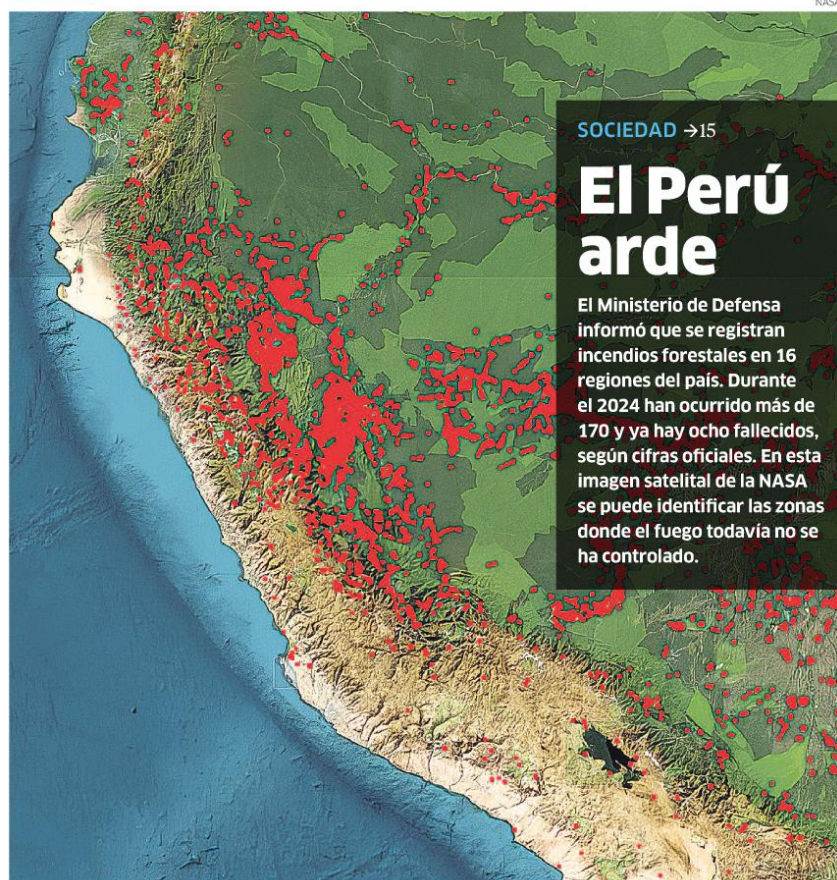 NASA
SOCIEDAD →15
El Perú
arde
El Ministerio de Defensa
informó que se registran
incendios forestales en 16
regiones del país. Durante
el 2024 han ocurrido más de
170 y ya hay ocho fallecidos,
según cifras oficiales. En esta
imagen satelital de la NASA
se puede identificar las zonas
donde el fuego todavía no se
ha controlado.